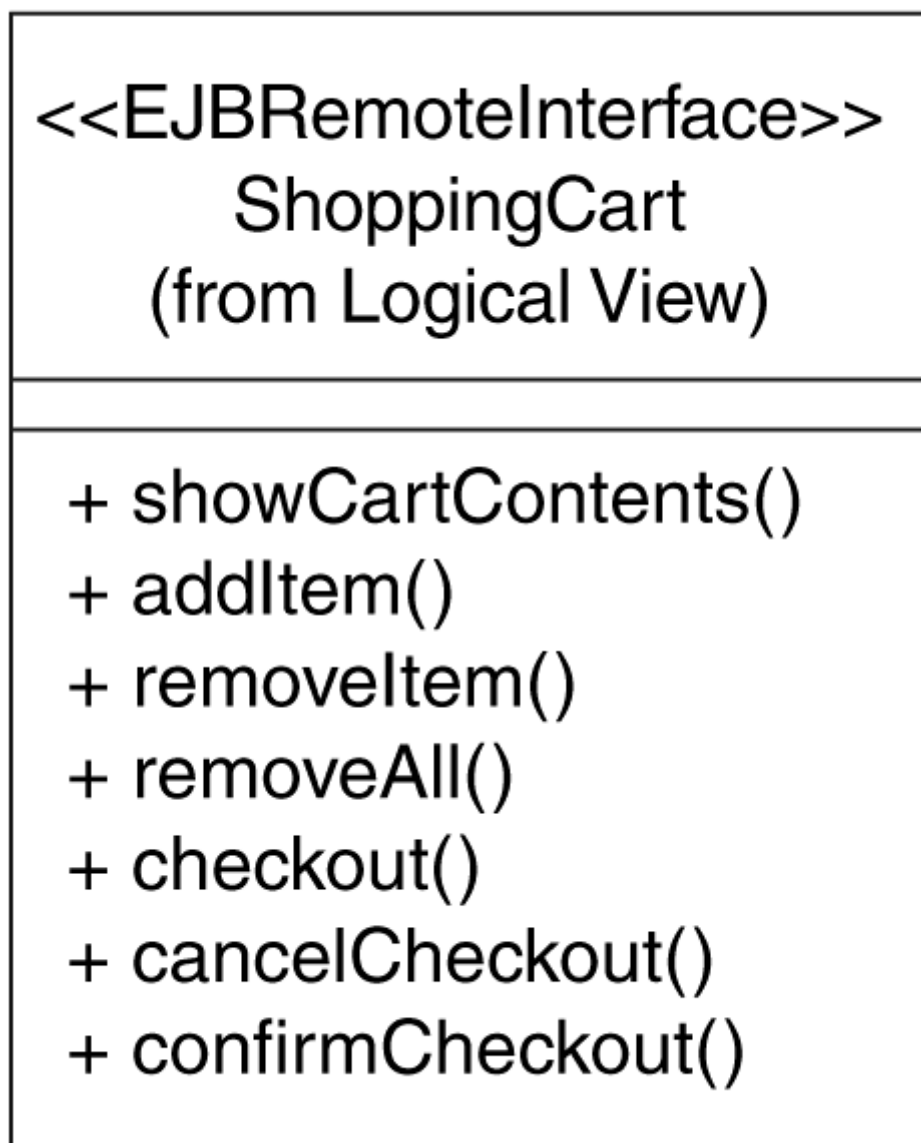 <<EJBRemoteInterface>>
ShoppingCart
(from Logical View)
+ showCartContents()
+ addItem()
+ removeItem()
+ removeAll()
+ checkout()
+ cancelCheckout()
+ confirmCheckout()